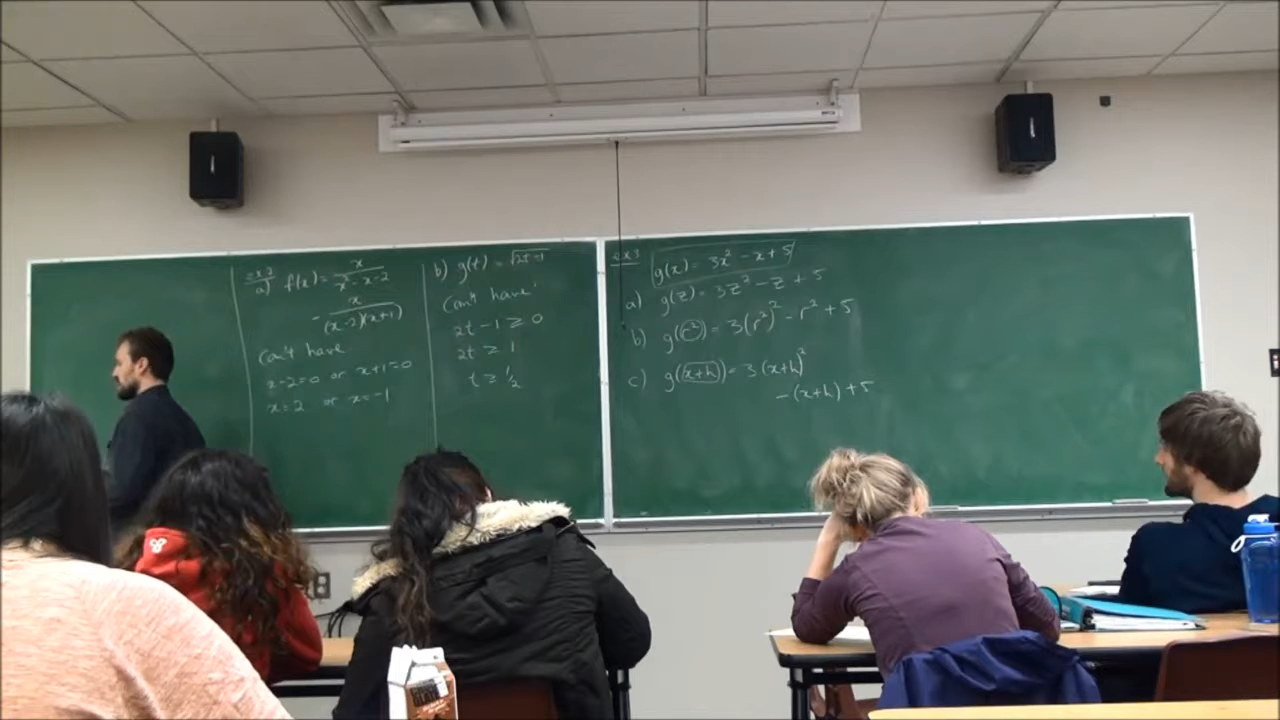 ex2
a) f(x) = x / x² - x - 2
= x / (x-2)(x+1)
Can't have:
x-2=0 or x+1=0
x=2 or x=-1
b) g(t) = √2t-1
Can't have:
2t-1 ≥ 0
2t ≥ 1
t ≥ 1/2
ex3
g(x) = 3x² - x + 5
a) g(z) = 3z² - z + 5
b) g(r²) = 3(r²)² - r² + 5
c) g(x+h) = 3(x+h)²
-(x+h) + 5